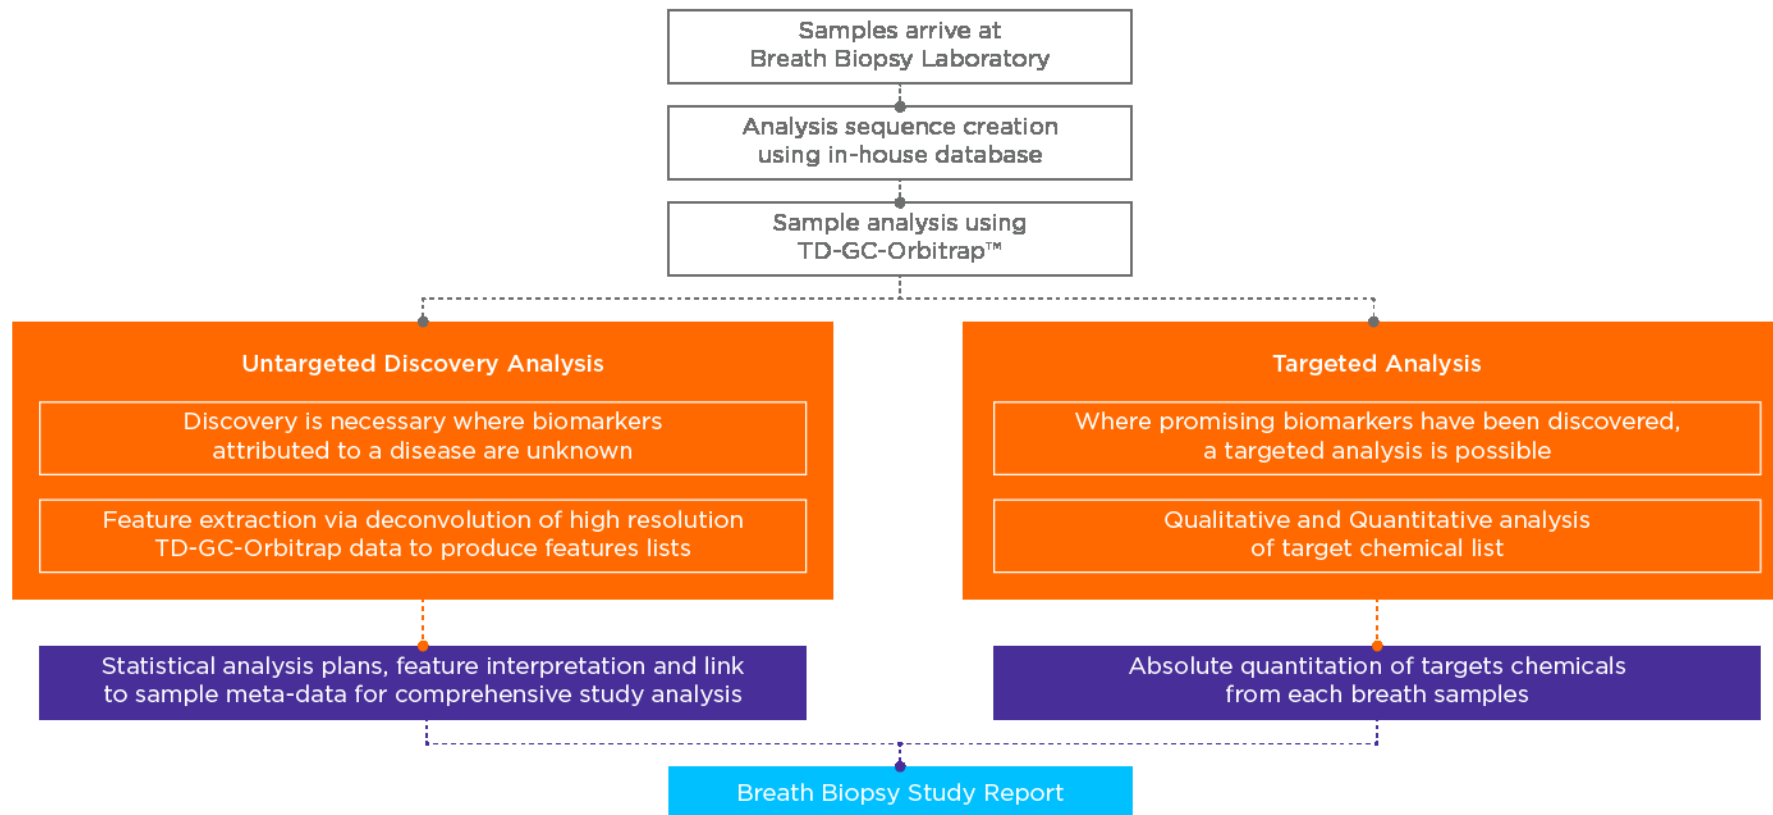 Samples arrive at
Breath Biopsy Laboratory
Analysis sequence creation
using in-house database
Sample analysis using
TD-GC-Orbitrap™
Untargeted Discovery Analysis
Discovery is necessary where biomarkers
attributed to a disease are unknown
Feature extraction via deconvolution of high resolution
TD-GC-Orbitrap data to produce features lists
Statistical analysis plans, feature interpretation and link
to sample meta-data for comprehensive study analysis
Targeted Analysis
Where promising biomarkers have been discovered,
a targeted analysis is possible
Qualitative and Quantitative analysis
of target chemical list
Absolute quantitation of targets chemicals
from each breath samples
Breath Biopsy Study Report